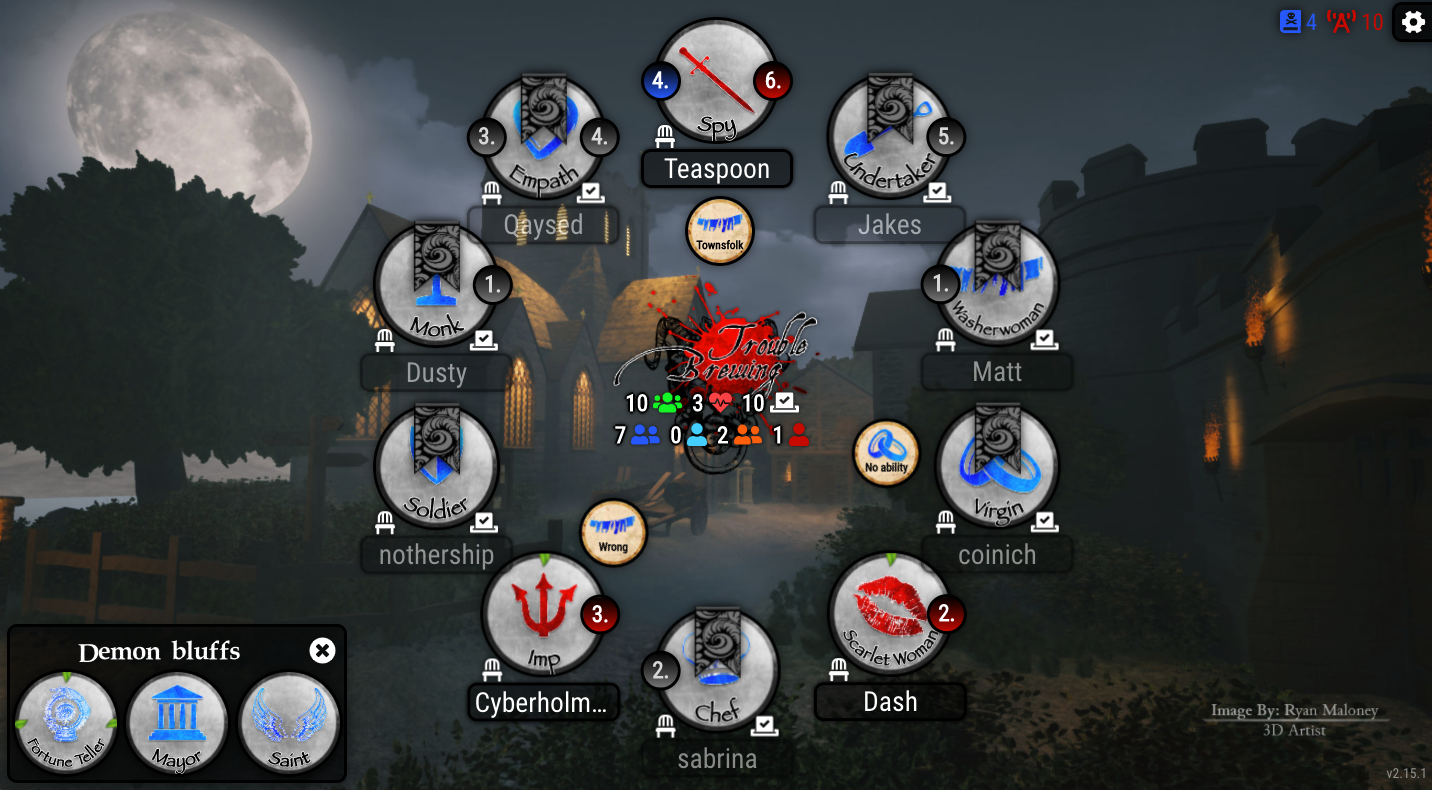 4 10
4. 6.
Spy
Teaspoon
Townsfolk
3. 4.
Empath
Qaysed
5.
Undertaker
Jakes
1.
Monk
Dusty
1.
Washerwoman
Matt
Trouble
Brewing
10 3 10
7 0 2 1
Soldier
nothership
No ability
Virgin
coinich
Wrong
3.
Imp
Cyberholm...
2.
Chef
sabrina
2.
Scarlet Woman
Dash
Demon bluffs
Fortune Teller
Mayor
Saint
Image By: Ryan Maloney
3D Artist
v2.15.1